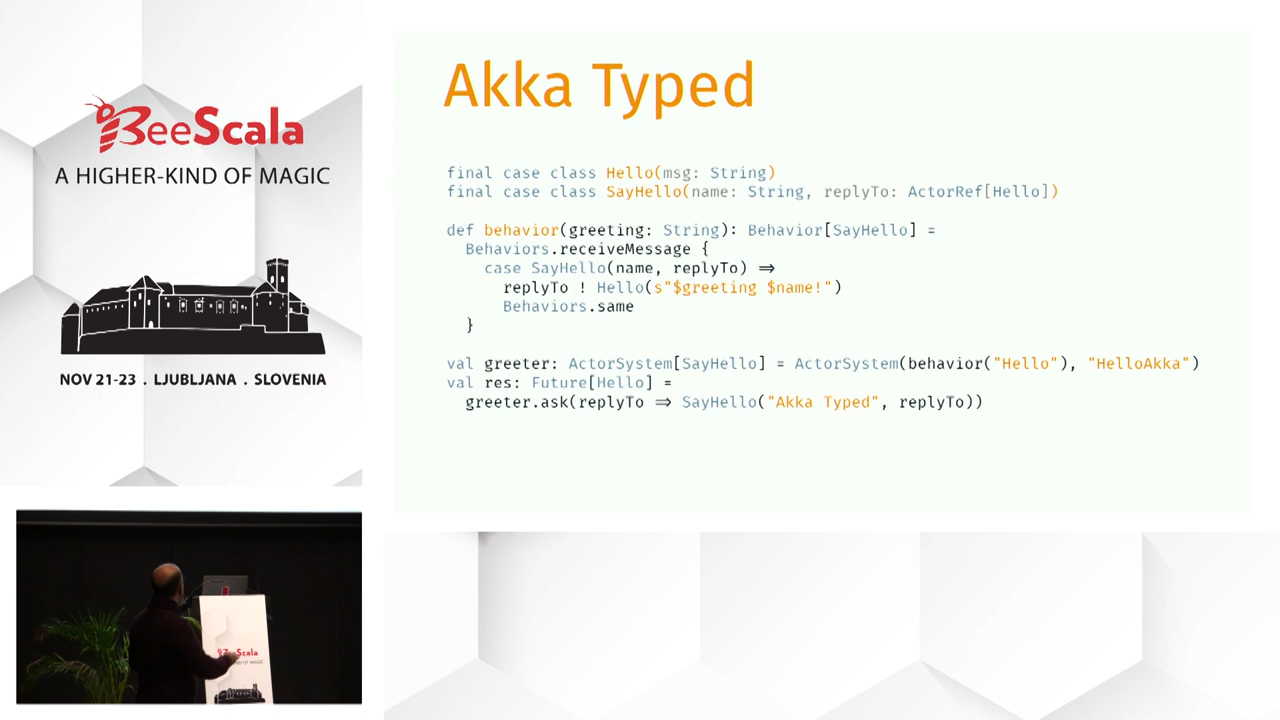 BeeScala
A HIGHER-KIND OF MAGIC
NOV 21-23 . LJUBLJANA . SLOVENIA
Akka Typed
final case class Hello(msg: String)
final case class SayHello(name: String, replyTo: ActorRef[Hello])
def behavior(greeting: String): Behavior[SayHello] =
Behaviors.receiveMessage {
case SayHello(name, replyTo) ⇒
replyTo ! Hello(s"$greeting $name!")
Behaviors.same
}
val greeter: ActorSystem[SayHello] = ActorSystem(behavior("Hello"), "HelloAkka")
val res: Future[Hello] =
greeter.ask(replyTo ⇒ SayHello("Akka Typed", replyTo))
BeeScala